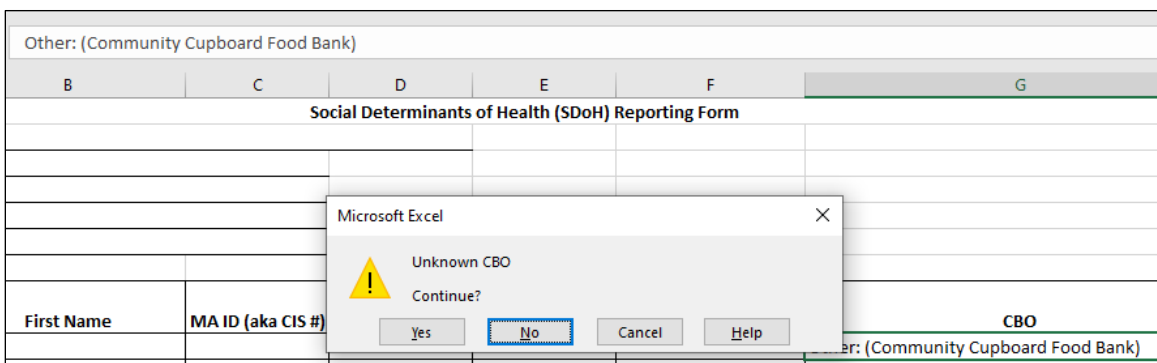 Other: (Community Cupboard Food Bank)
B C D E F G
Social Determinants of Health (SDoH) Reporting Form
Microsoft Excel
Unknown CBO
Continue?
Yes No Cancel Help
First Name MA ID (aka CIS #) CBO
er: (Community Cupboard Food Bank)